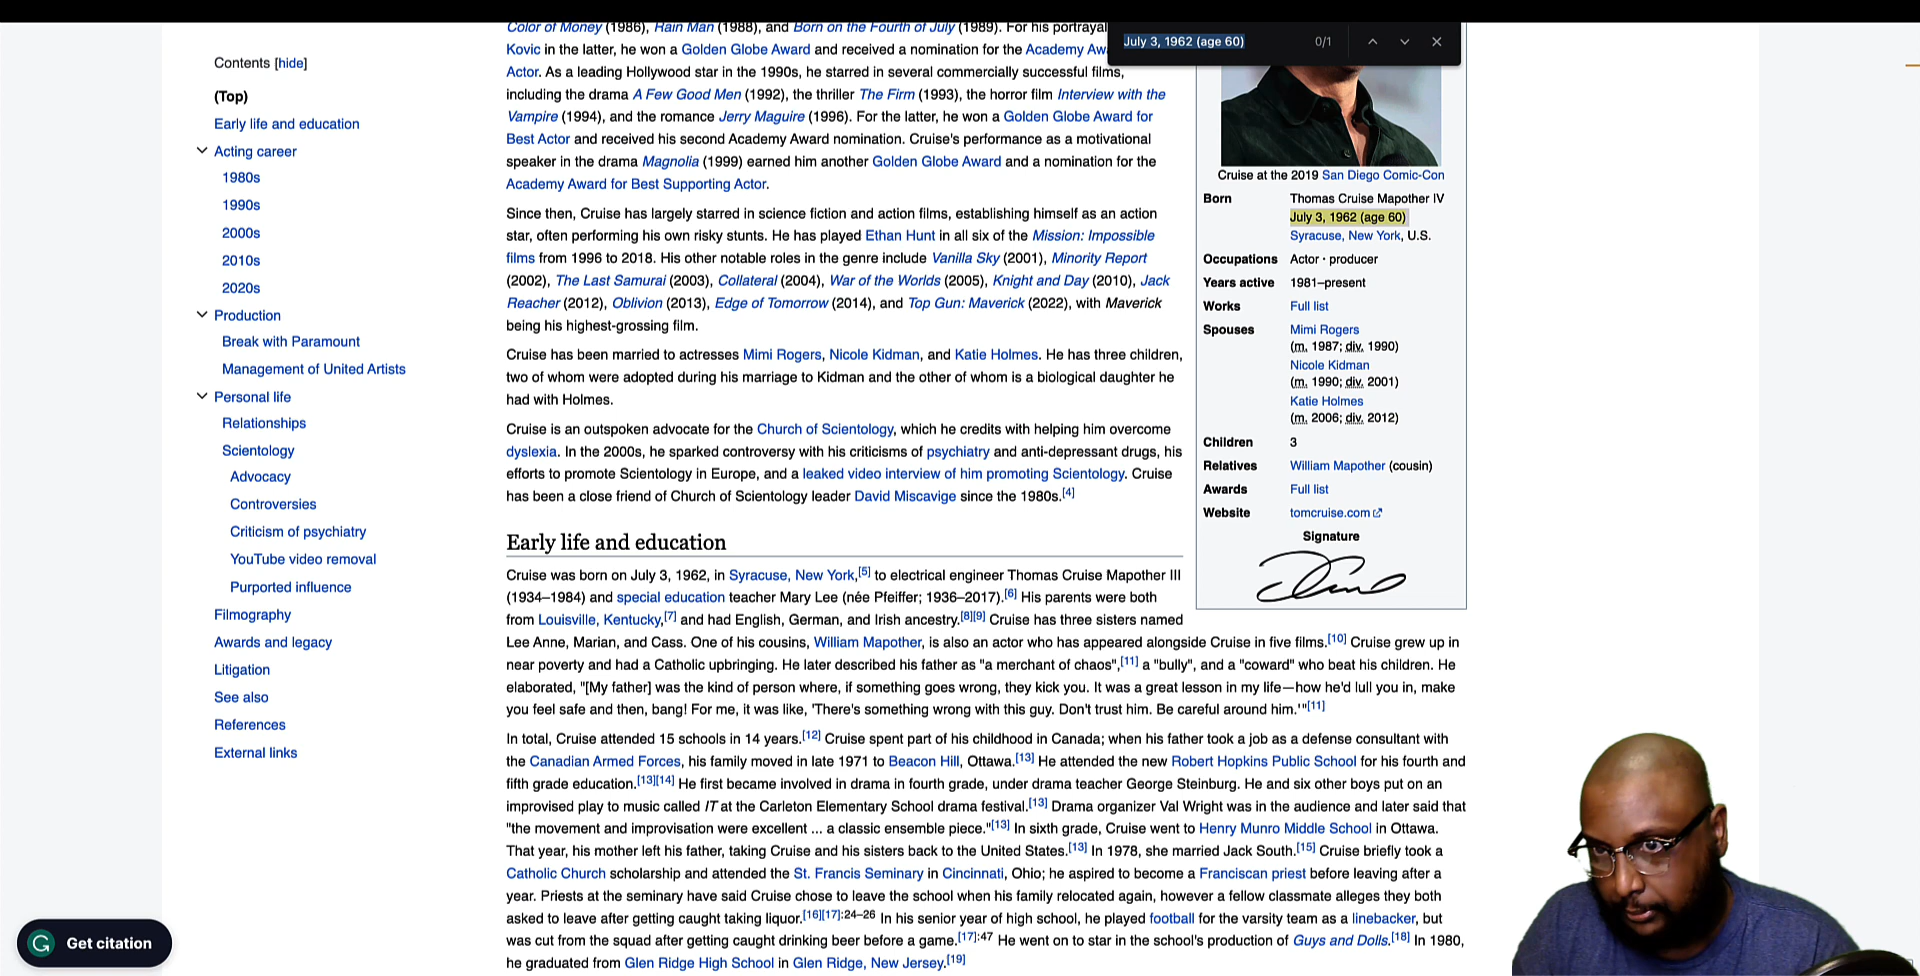 Contents [hide]
(Top)
Early life and education
Acting career
1980s
1990s
2000s
2010s
2020s
Production
Break with Paramount
Management of United Artists
Personal life
Relationships
Scientology
Advocacy
Controversies
Criticism of psychiatry
YouTube video removal
Purported influence
Filmography
Awards and legacy
Litigation
See also
References
External links
Color of Money (1986), Rain Man (1988), and Born on the Fourth of July (1989). For his portrayal
Kovic in the latter, he won a Golden Globe Award and received a nomination for the Academy Aw
Actor. As a leading Hollywood star in the 1990s, he starred in several commercially successful films,
including the drama A Few Good Men (1992), the thriller The Firm (1993), the horror film Interview with the
Vampire (1994), and the romance Jerry Maguire (1996). For the latter, he won a Golden Globe Award for
Best Actor and received his second Academy Award nomination. Cruise's performance as a motivational
speaker in the drama Magnolia (1999) earned him another Golden Globe Award and a nomination for the
Academy Award for Best Supporting Actor.
Since then, Cruise has largely starred in science fiction and action films, establishing himself as an action
star, often performing his own risky stunts. He has played Ethan Hunt in all six of the Mission: Impossible
films from 1996 to 2018. His other notable roles in the genre include Vanilla Sky (2001), Minority Report
(2002), The Last Samurai (2003), Collateral (2004), War of the Worlds (2005), Knight and Day (2010), Jack
Reacher (2012), Oblivion (2013), Edge of Tomorrow (2014), and Top Gun: Maverick (2022), with Maverick
being his highest-grossing film.
Cruise has been married to actresses Mimi Rogers, Nicole Kidman, and Katie Holmes. He has three children,
two of whom were adopted during his marriage to Kidman and the other of whom is a biological daughter he
had with Holmes.
Cruise is an outspoken advocate for the Church of Scientology, which he credits with helping him overcome
dyslexia. In the 2000s, he sparked controversy with his criticisms of psychiatry and anti-depressant drugs, his
efforts to promote Scientology in Europe, and a leaked video interview of him promoting Scientology. Cruise
has been a close friend of Church of Scientology leader David Miscavige since the 1980s.[4]
July 3, 1962 (age 60) 0/1
Cruise at the 2019 San Diego Comic-Con
Born Thomas Cruise Mapother IV
July 3, 1962 (age 60)
Syracuse, New York, U.S.
Occupations Actor · producer
Years active 1981–present
Works Full list
Spouses Mimi Rogers
(m. 1987; div. 1990)
Nicole Kidman
(m. 1990; div. 2001)
Katie Holmes
(m. 2006; div. 2012)
Children 3
Relatives William Mapother (cousin)
Awards Full list
Website tomcruise.com
Signature
Early life and education
Cruise was born on July 3, 1962, in Syracuse, New York,[5] to electrical engineer Thomas Cruise Mapother III
(1934–1984) and special education teacher Mary Lee (née Pfeiffer; 1936–2017).[6] His parents were both
from Louisville, Kentucky,[7] and had English, German, and Irish ancestry.[8][9] Cruise has three sisters named
Lee Anne, Marian, and Cass. One of his cousins, William Mapother, is also an actor who has appeared alongside Cruise in five films.[10] Cruise grew up in
near poverty and had a Catholic upbringing. He later described his father as "a merchant of chaos",[11] a "bully", and a "coward" who beat his children. He
elaborated, "[My father] was the kind of person where, if something goes wrong, they kick you. It was a great lesson in my life—how he'd lull you in, make
you feel safe and then, bang! For me, it was like, 'There's something wrong with this guy. Don't trust him. Be careful around him.'"[11]
In total, Cruise attended 15 schools in 14 years.[12] Cruise spent part of his childhood in Canada; when his father took a job as a defense consultant with
the Canadian Armed Forces, his family moved in late 1971 to Beacon Hill, Ottawa.[13] He attended the new Robert Hopkins Public School for his fourth and
fifth grade education.[13][14] He first became involved in drama in fourth grade, under drama teacher George Steinburg. He and six other boys put on an
improvised play to music called IT at the Carleton Elementary School drama festival.[13] Drama organizer Val Wright was in the audience and later said that
"the movement and improvisation were excellent ... a classic ensemble piece."[13] In sixth grade, Cruise went to Henry Munro Middle School in Ottawa.
That year, his mother left his father, taking Cruise and his sisters back to the United States.[13] In 1978, she married Jack South.[15] Cruise briefly took a
Catholic Church scholarship and attended the St. Francis Seminary in Cincinnati, Ohio; he aspired to become a Franciscan priest before leaving after a
year. Priests at the seminary have said Cruise chose to leave the school when his family relocated again, however a fellow classmate alleges they both
asked to leave after getting caught taking liquor.[16][17]:24–26 In his senior year of high school, he played football for the varsity team as a linebacker, but
was cut from the squad after getting caught drinking beer before a game.[17]:47 He went on to star in the school's production of Guys and Dolls.[18] In 1980,
he graduated from Glen Ridge High School in Glen Ridge, New Jersey.[19]
Get citation